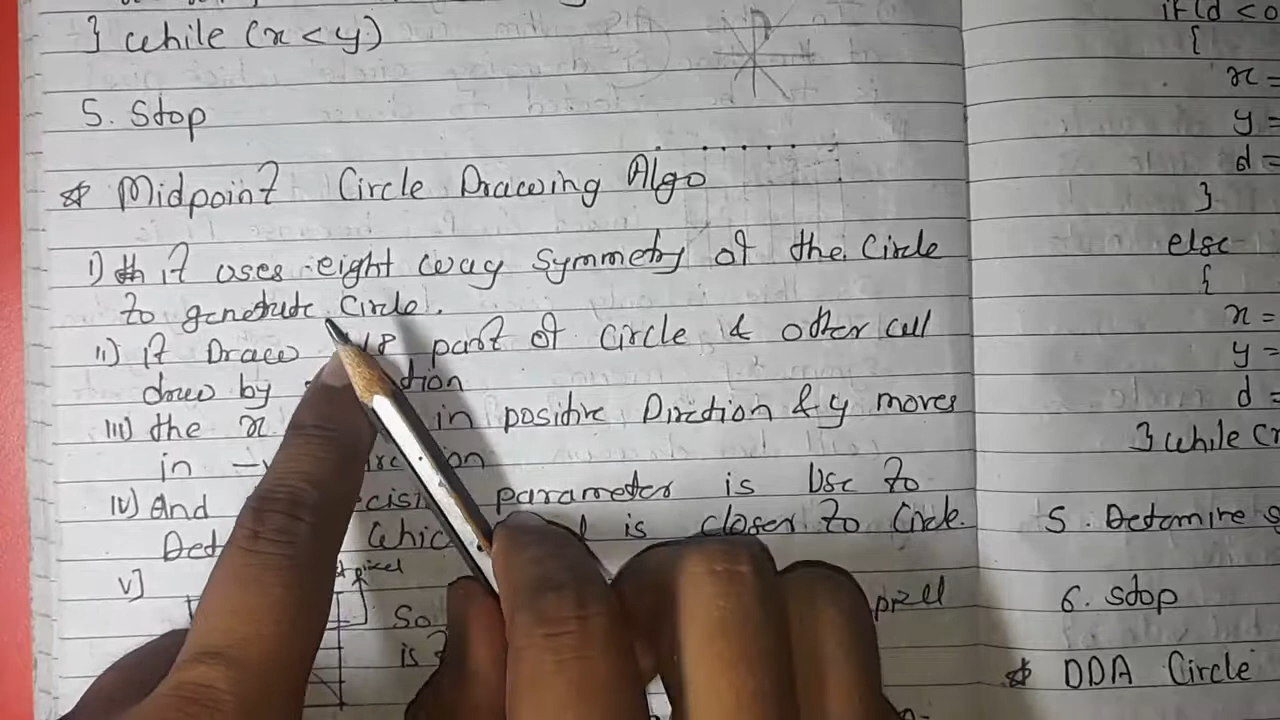 } while (x < y)
5. Stop
* Midpoint Circle Drawing Algo
i) it uses eight way symmetry of the Circle
to generate Circle.
ii) it Draw 1/8 part of Circle & other all
draw by
iii) the x in positive Direction & y moves
in
iv) And parameter is Use to
is closer to Circle.
v]
pixel
So
is
if (d < 0
{
x =
y =
d =
}
else
{
x =
y =
d =
} while (x
5. Determine s
6. Stop
* DDA Circle